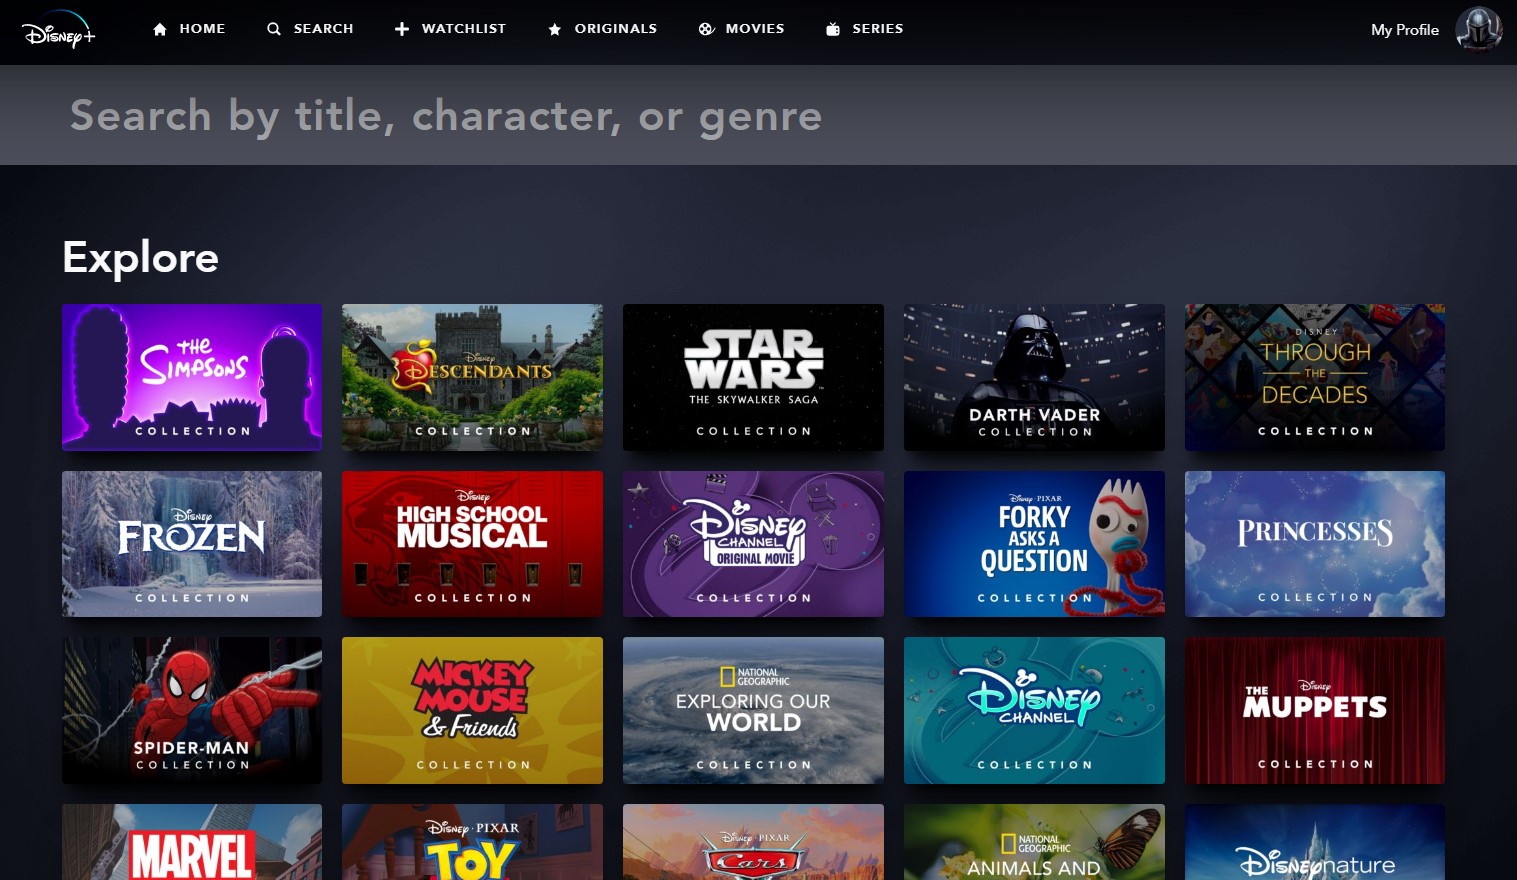 Disney+ HOME SEARCH WATCHLIST ORIGINALS MOVIES SERIES My Profile
Search by title, character, or genre
Explore
THE
SIMPSONS
COLLECTION
Disney
DESCENDANTS
COLLECTION
STAR
WARS
THE SKYWALKER SAGA
COLLECTION
DARTH VADER
COLLECTION
DISNEY
THROUGH
THE
DECADES
COLLECTION
Disney
FROZEN
COLLECTION
Disney
HIGH SCHOOL
MUSICAL
COLLECTION
Disney
CHANNEL
ORIGINAL MOVIE
COLLECTION
Disney · PIXAR
FORKY
ASKS A
QUESTION
COLLECTION
PRINCESSES
COLLECTION
SPIDER-MAN
COLLECTION
MICKEY
MOUSE
& Friends
COLLECTION
NATIONAL
GEOGRAPHIC
EXPLORING OUR
WORLD
COLLECTION
Disney
CHANNEL
COLLECTION
Disney
THE
MUPPETS
COLLECTION
MARVEL
Disney · PIXAR
TOY
Disney · PIXAR
Cars
NATIONAL
GEOGRAPHIC
ANIMALS AND
Disneynature